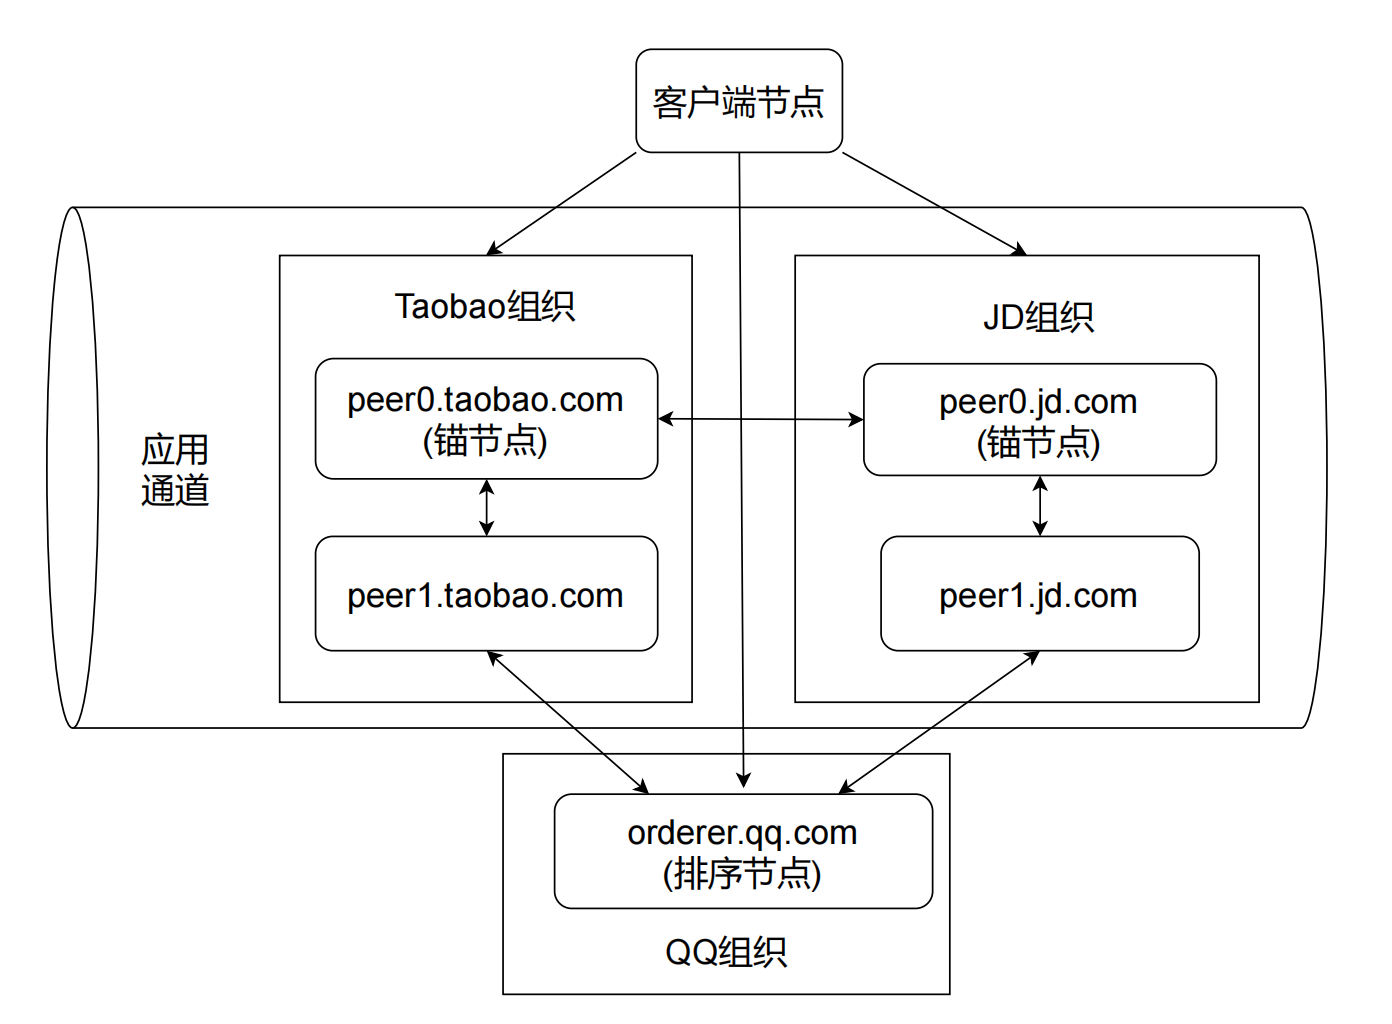 客户端节点
Taobao组织
JD组织
peer0.taobao.com
(锚节点)
peer0.jd.com
(锚节点)
应用
通道
peer1.taobao.com
peer1.jd.com
orderer.qq.com
(排序节点)
QQ组织